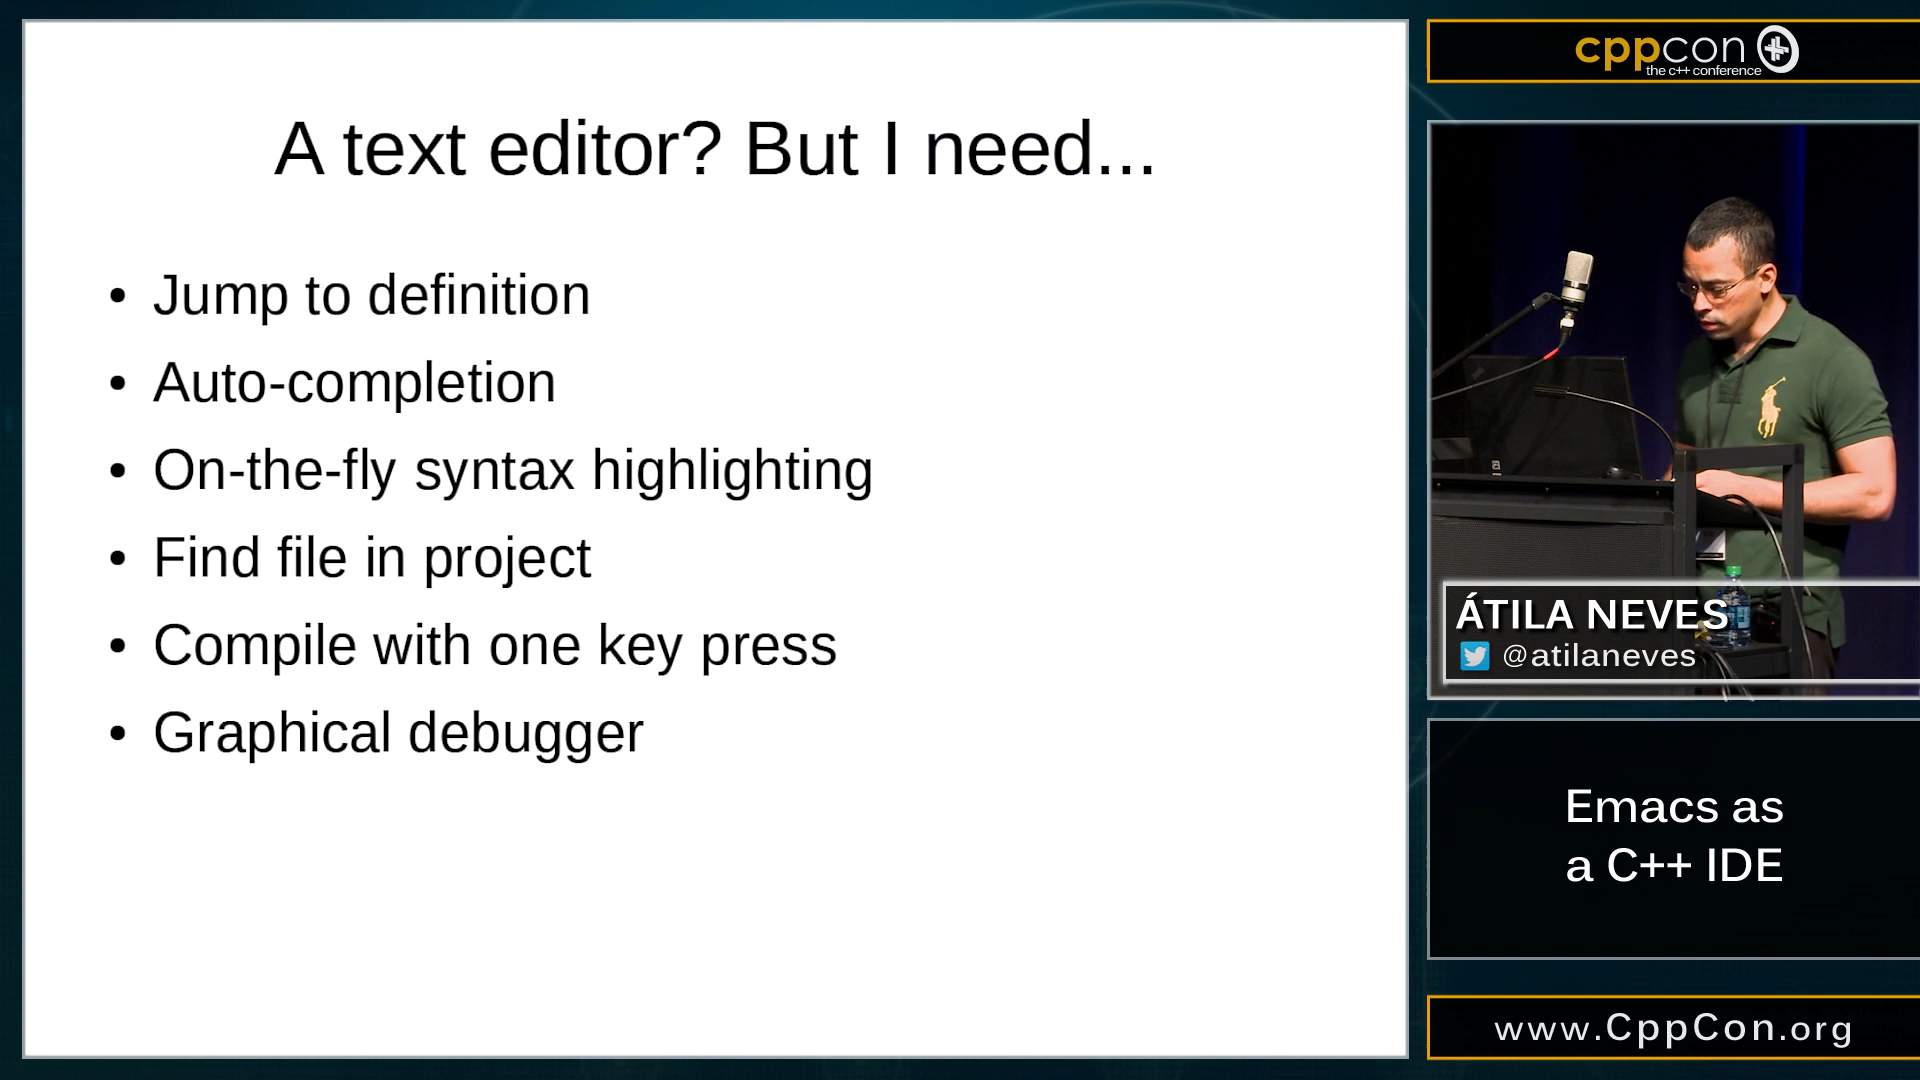 A text editor? But I need...
• Jump to definition
• Auto-completion
• On-the-fly syntax highlighting
• Find file in project
• Compile with one key press
• Graphical debugger
cppcon
the c++ conference
ÁTILA NEVES
@atilaneves
Emacs as
a C++ IDE
www.CppCon.org